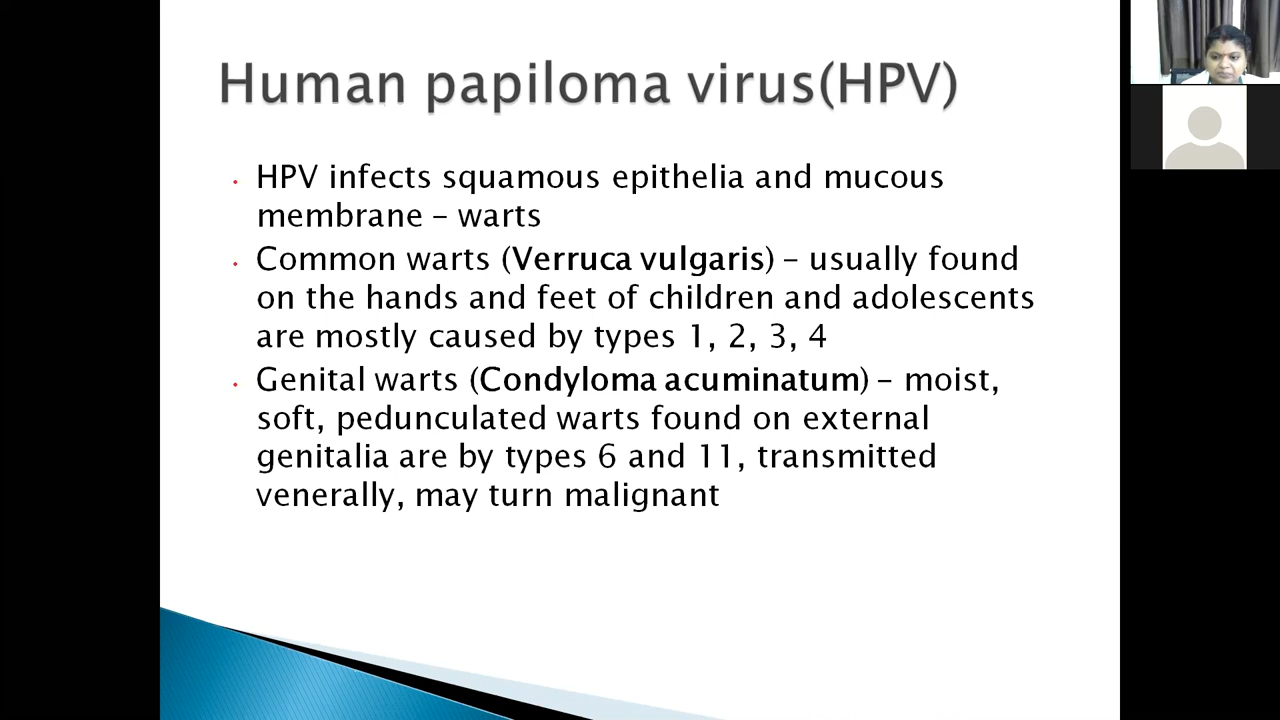 Human papiloma virus(HPV)
• HPV infects squamous epithelia and mucous
membrane – warts
• Common warts (Verruca vulgaris) – usually found
on the hands and feet of children and adolescents
are mostly caused by types 1, 2, 3, 4
• Genital warts (Condyloma acuminatum) – moist,
soft, pedunculated warts found on external
genitalia are by types 6 and 11, transmitted
venerally, may turn malignant